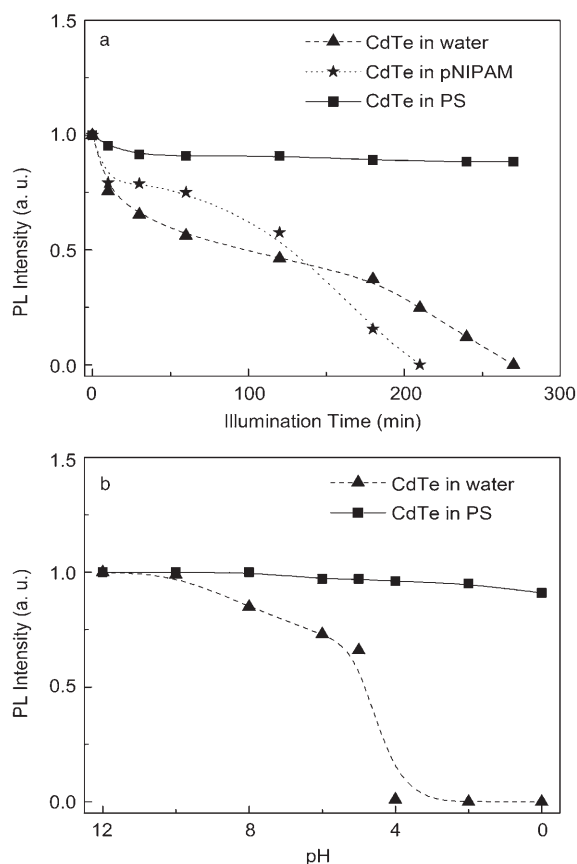 a
CdTe in water
CdTe in pNIPAM
CdTe in PS
1.5
1.0
0.5
0.0
PL Intensity (a. u.)
0 100 200 300
Illumination Time (min)
b
CdTe in water
CdTe in PS
1.5
1.0
0.5
0.0
PL Intensity (a. u.)
12 8 4 0
pH